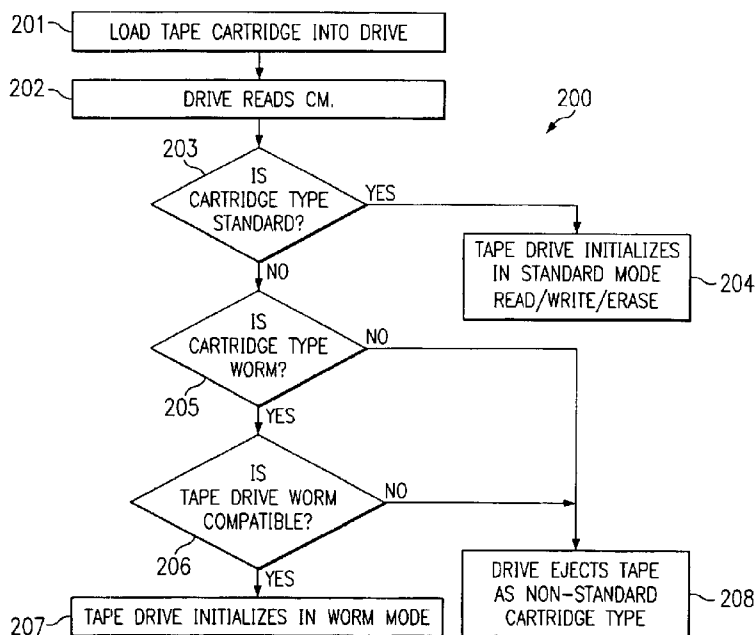 201
LOAD TAPE CARTRIDGE INTO DRIVE
202
DRIVE READS CM.
200
203
IS
CARTRIDGE TYPE
STANDARD?
YES
NO
TAPE DRIVE INITIALIZES
IN STANDARD MODE
READ/WRITE/ERASE
204
IS
CARTRIDGE TYPE
WORM?
NO
205
YES
IS
TAPE DRIVE WORM
COMPATIBLE?
NO
206
YES
207
TAPE DRIVE INITIALIZES IN WORM MODE
DRIVE EJECTS TAPE
AS NON-STANDARD
CARTRIDGE TYPE
208